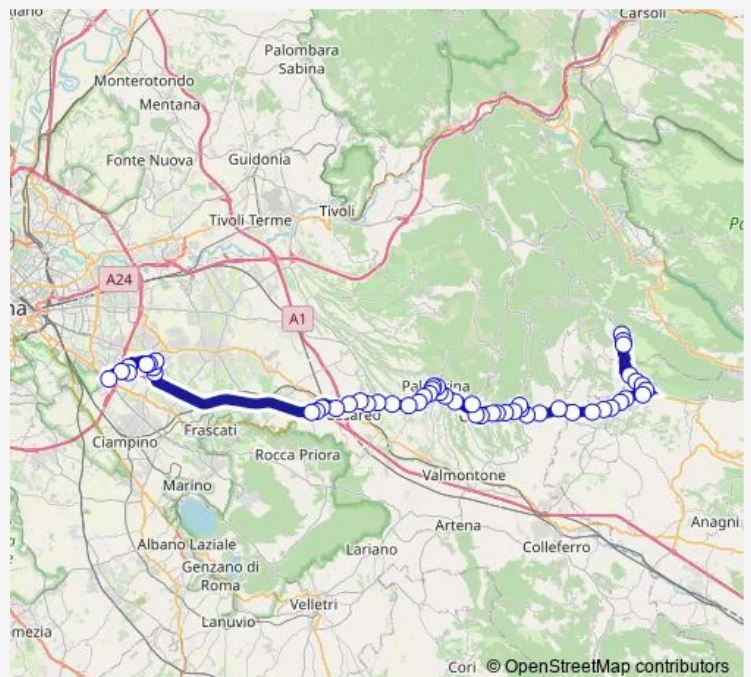 Carsoli
Palombara
Sabina
Monterotondo
Mentana
Fonte Nuova
Guidonia
Tivoli
Tivoli Terme
A24
A1
Frascati
Ciampino
Rocca Priora
Marino
Valmontone
Artena
Anagni
Albano Laziale
Lariano
Colleferro
Genzano di
Roma
Velletri
Lanuvio
Cori
© OpenStreetMap contributors